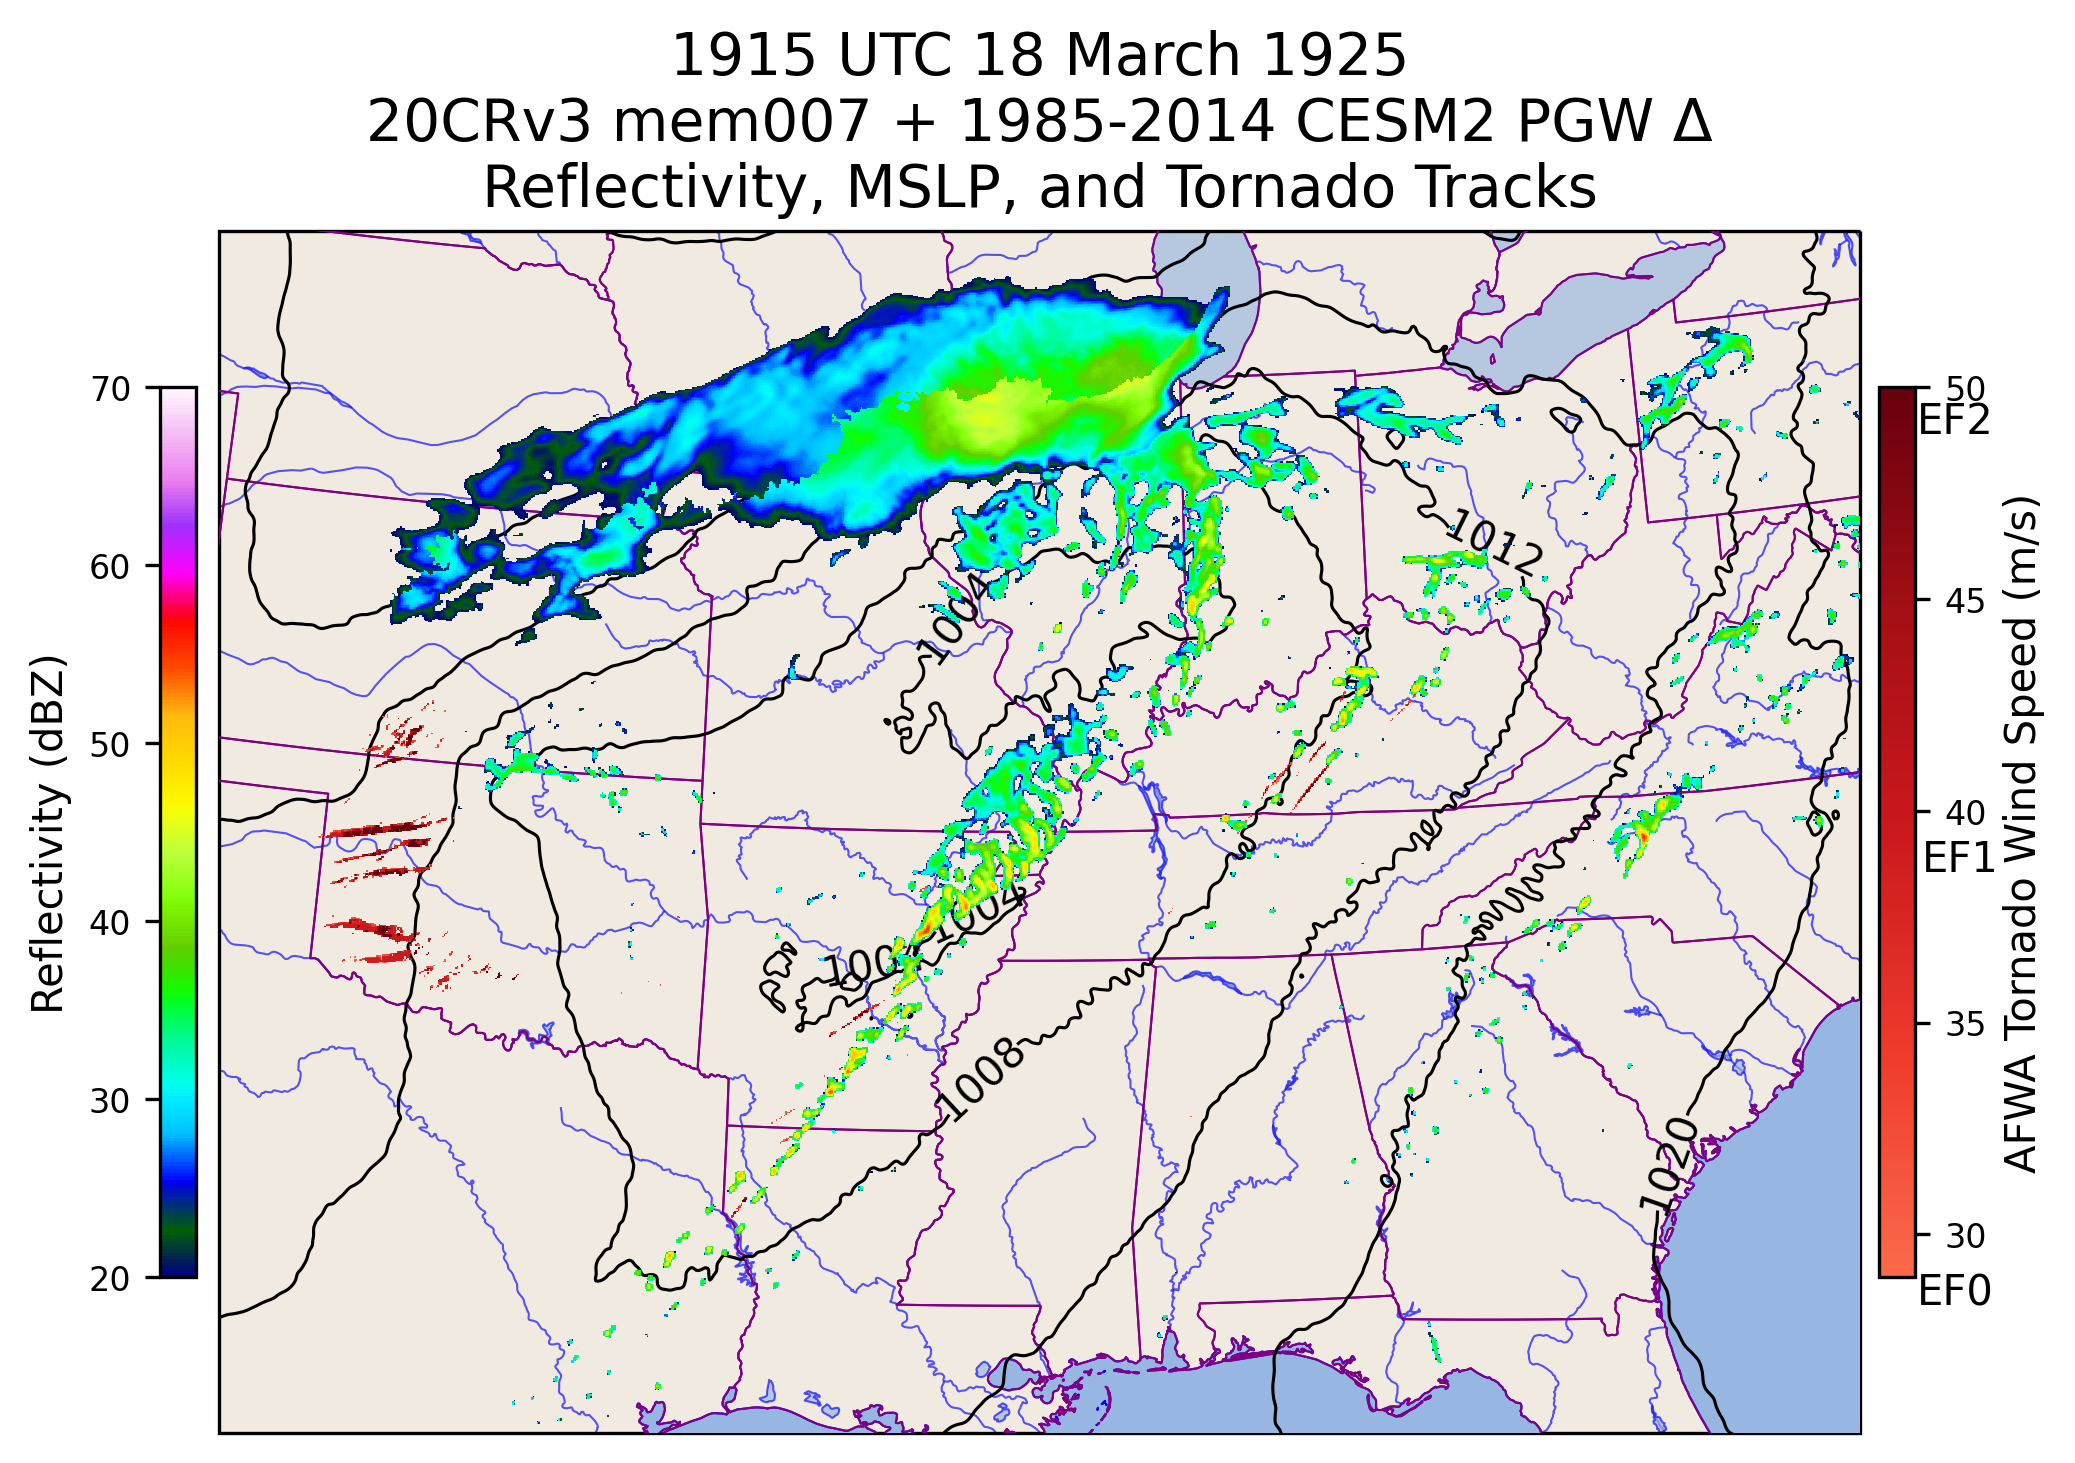 1915 UTC 18 March 1925
20CRv3 mem007 + 1985-2014 CESM2 PGW Δ
Reflectivity, MSLP, and Tornado Tracks
70
60
50
40
30
20
Reflectivity (dBZ)
1012
1004
1004
1008
1020
50
EF2
45
40
EF1
35
30
EF0
AFWA Tornado Wind Speed (m/s)